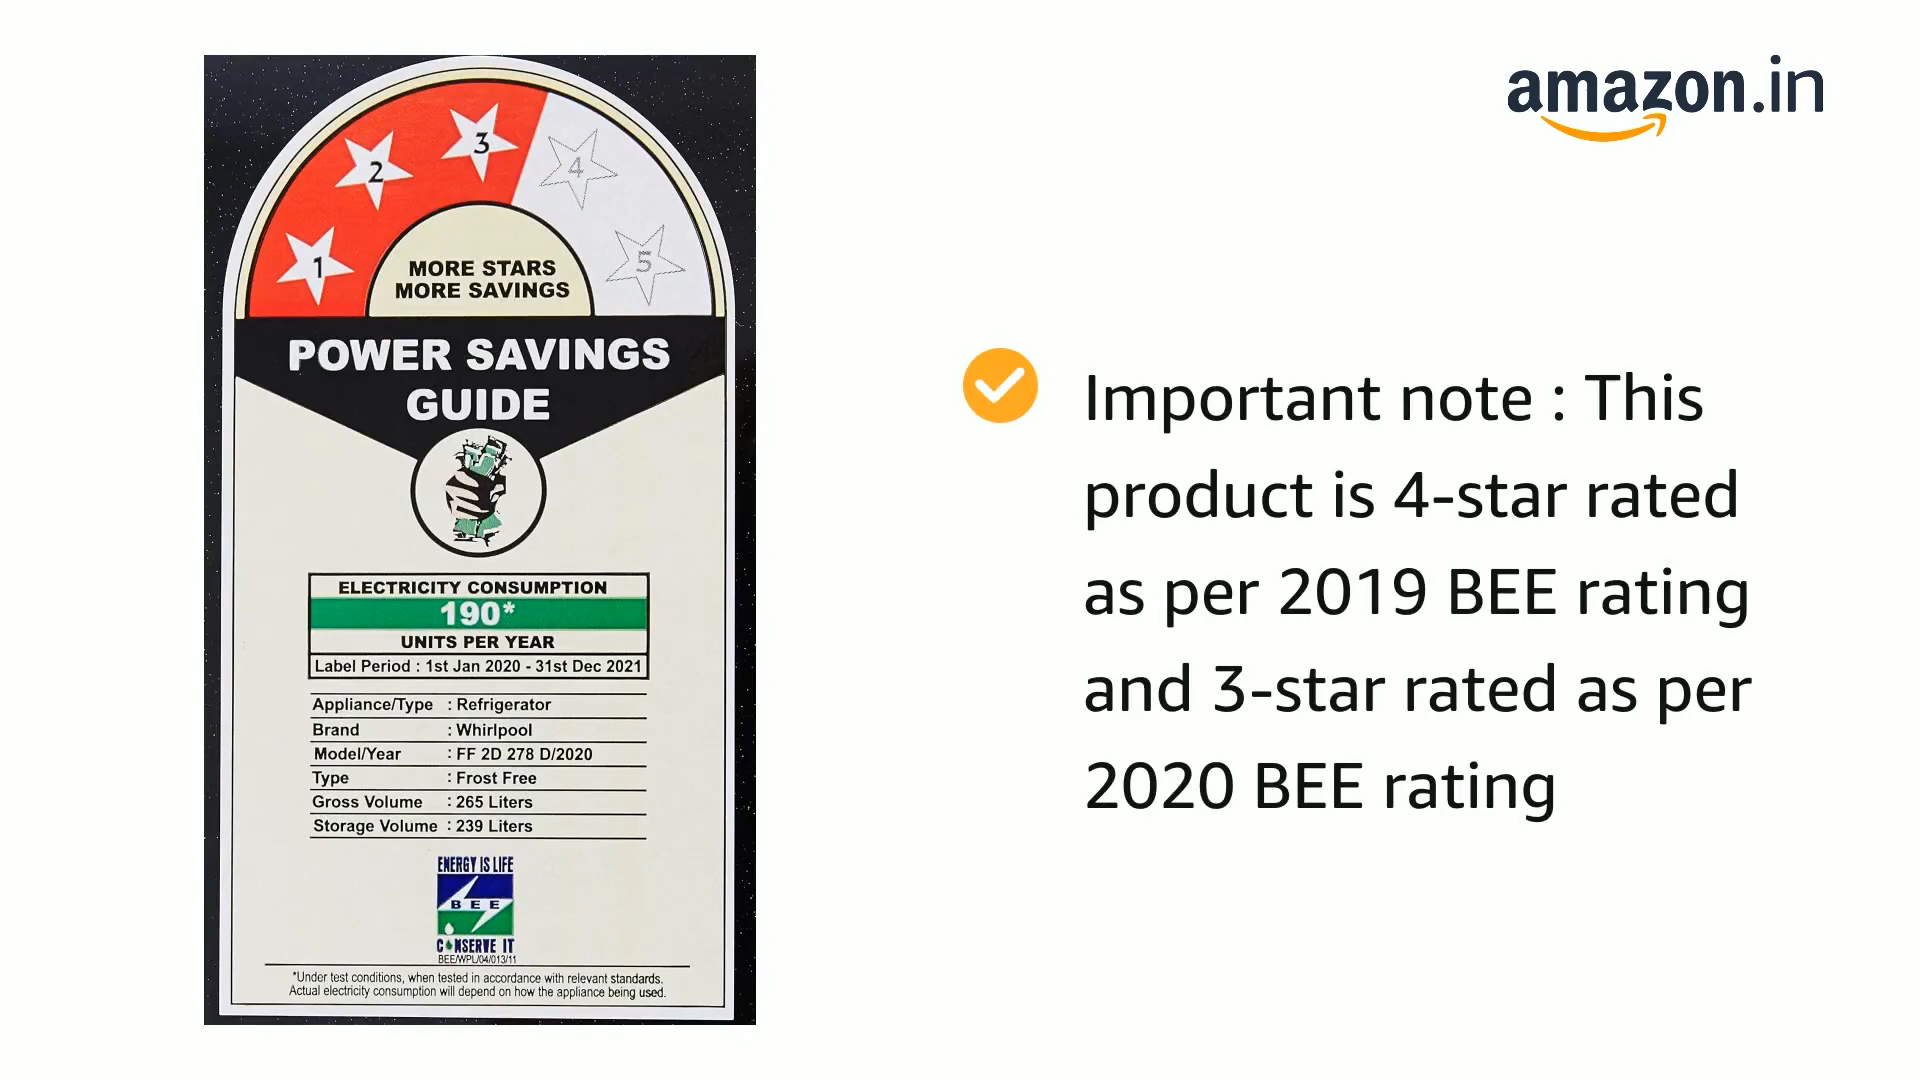 1
2
3
4
5
MORE STARS
MORE SAVINGS
POWER SAVINGS
GUIDE
ELECTRICITY CONSUMPTION
190*
UNITS PER YEAR
Label Period : 1st Jan 2020 - 31st Dec 2021
Appliance/Type : Refrigerator
Brand : Whirlpool
Model/Year : FF 2D 278 D/2020
Type : Frost Free
Gross Volume : 265 Liters
Storage Volume : 239 Liters
ENERGY IS LIFE
BEE
CONSERVE IT
BEE/WPL/04/013/11
*Under test conditions, when tested in accordance with relevant standards.
Actual electricity consumption will depend on how the appliance being used.
amazon.in
Important note : This
product is 4-star rated
as per 2019 BEE rating
and 3-star rated as per
2020 BEE rating